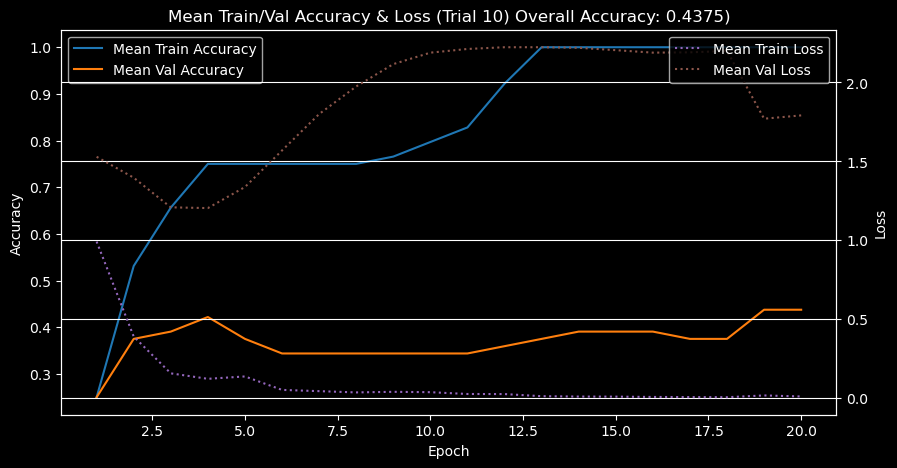 Mean Train/Val Accuracy & Loss (Trial 10) Overall Accuracy: 0.4375)
Mean Train Accuracy
Mean Val Accuracy
Mean Train Loss
Mean Val Loss
Accuracy
1.0
0.9
0.8
0.7
0.6
0.5
0.4
0.3
2.0
1.5
1.0
0.5
0.0
Loss
2.5
5.0
7.5
10.0
12.5
15.0
17.5
20.0
Epoch